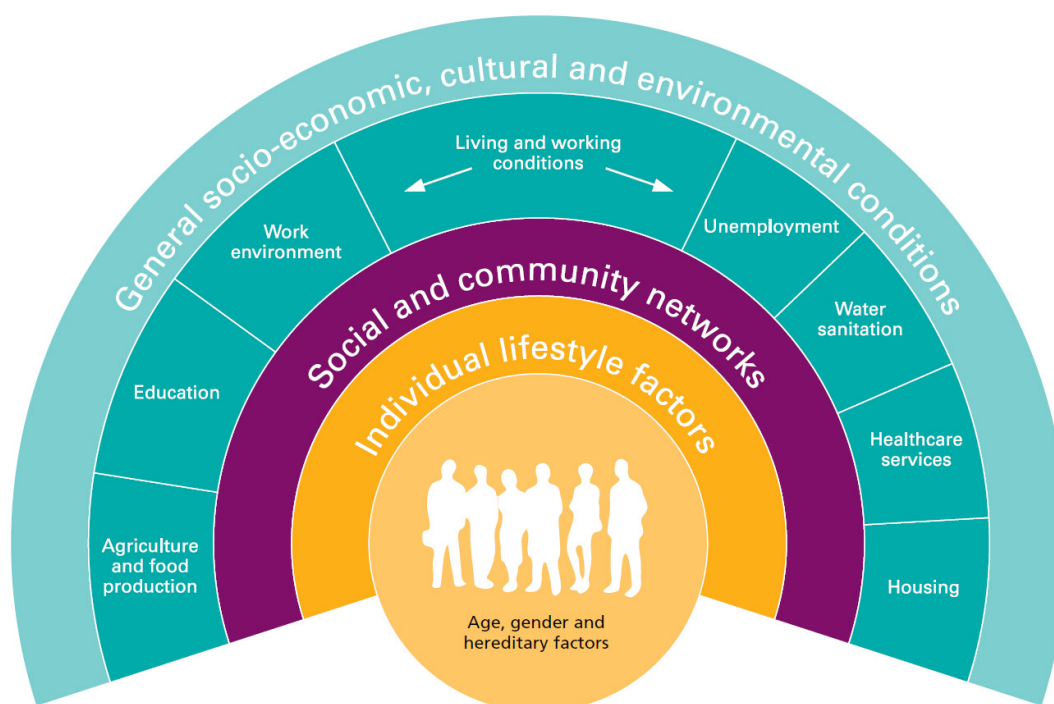 General socio-economic, cultural and environmental conditions
Living and working
conditions
Work
environment
Unemployment
Education
Water
sanitation
Agriculture
and food
production
Healthcare
services
Housing
Social and community networks
Individual lifestyle factors
Age, gender and
hereditary factors